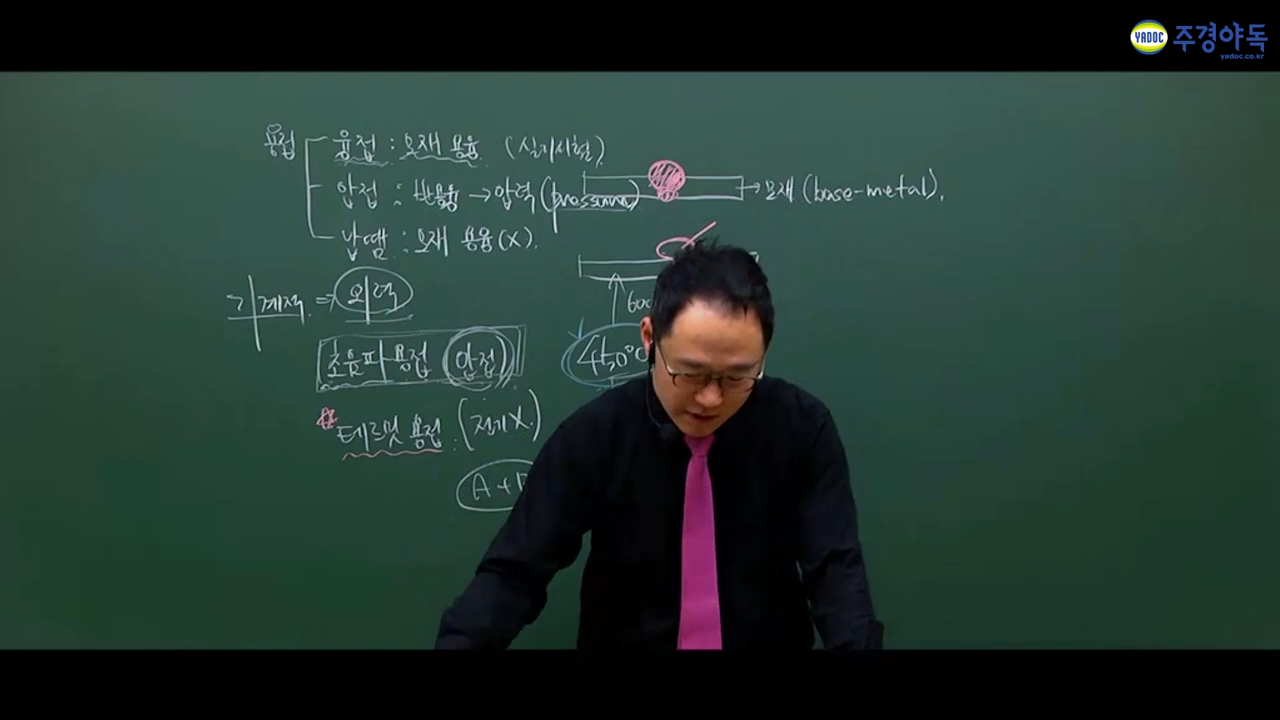 YADOC 주경야독
yadoc.co.kr
용접
융접 : 모재 용융 (실기시험)
압접 : 반용융 → 압력 (pressure)
→ 모재 (base-metal).
납땜 : 모재 용융(X).
기계적 ⇒ 외력
600
초음파 용접 (압접)
450°C
테르밋 용접 (전기X)
A +